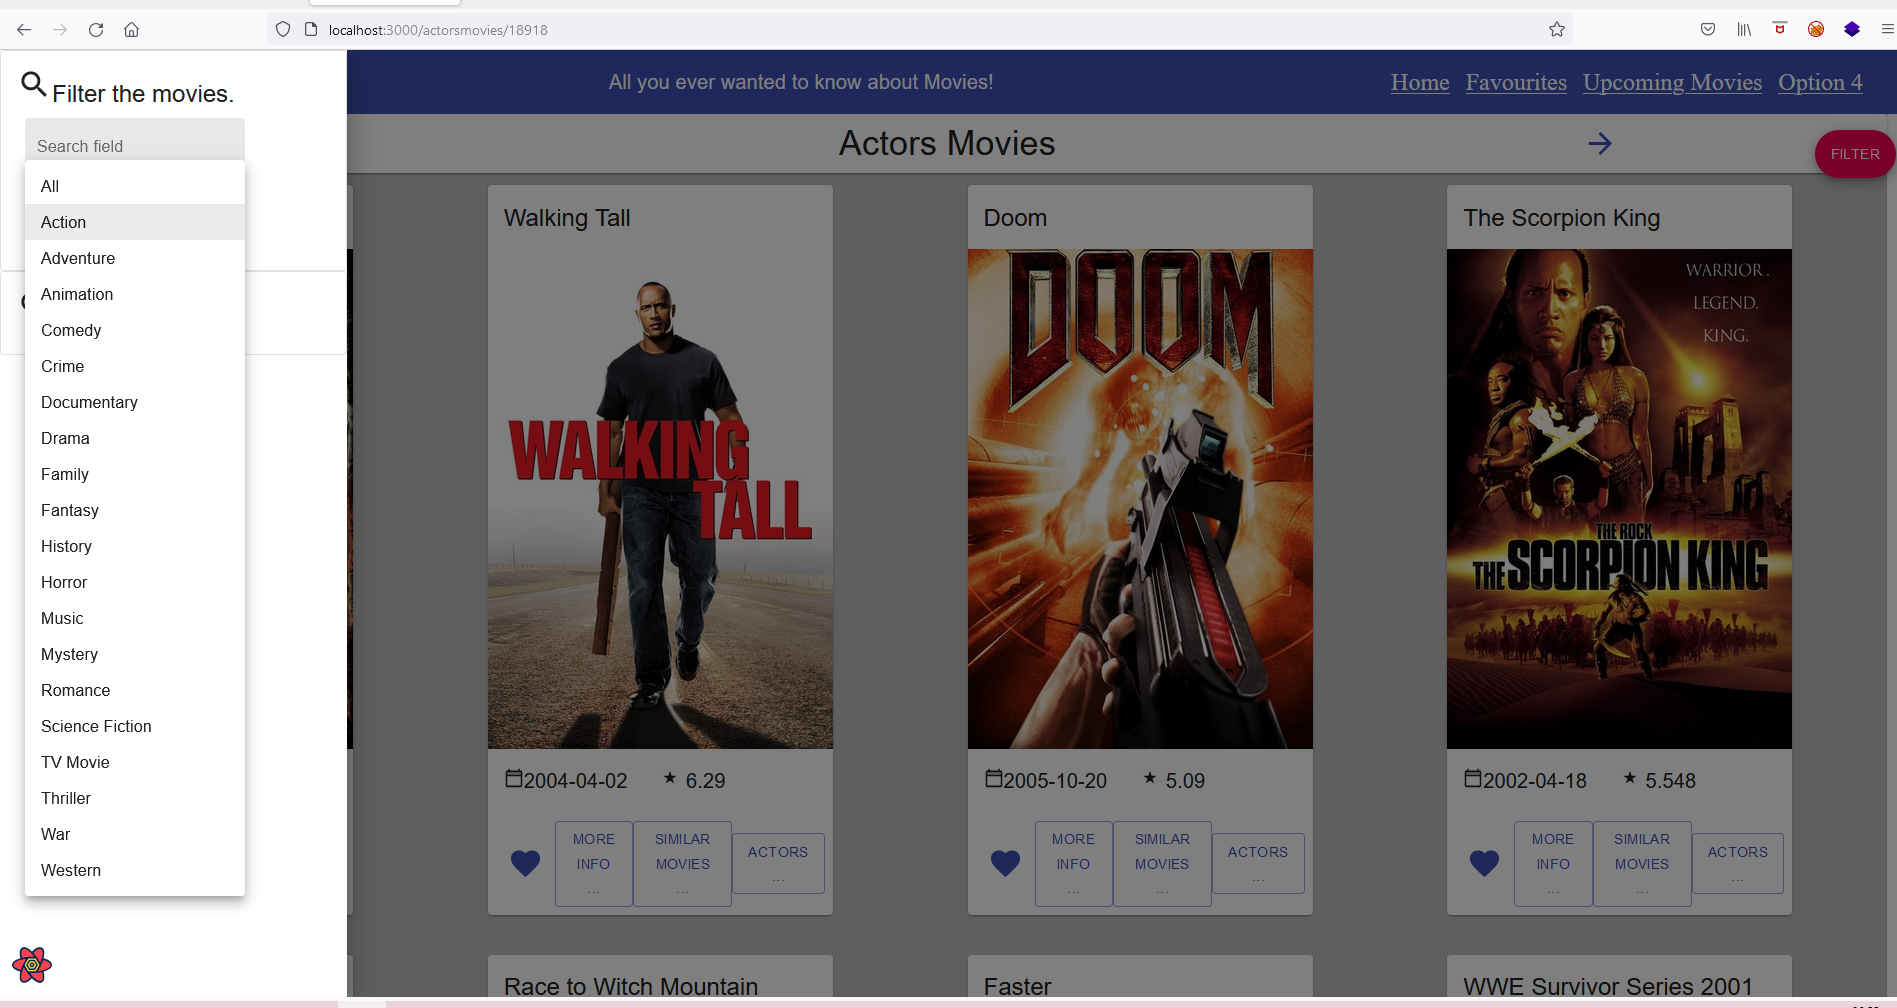 localhost:3000/actorsmovies/18918
Filter the movies.
Search field
All
Action
Adventure
Animation
Comedy
Crime
Documentary
Drama
Family
Fantasy
History
Horror
Music
Mystery
Romance
Science Fiction
TV Movie
Thriller
War
Western
All you ever wanted to know about Movies!
Home Favourites Upcoming Movies Option 4
Actors Movies
FILTER
Walking Tall
WALKING
TALL
2004-04-02 6.29
MORE
INFO
...
SIMILAR
MOVIES
...
ACTORS
...
Doom
DOOM
2005-10-20 5.09
MORE
INFO
...
SIMILAR
MOVIES
...
ACTORS
...
The Scorpion King
WARRIOR.
LEGEND.
KING.
THE ROCK
THE SCORPION KING
2002-04-18 5.548
MORE
INFO
...
SIMILAR
MOVIES
...
ACTORS
...
Race to Witch Mountain
Faster
WWE Survivor Series 2001